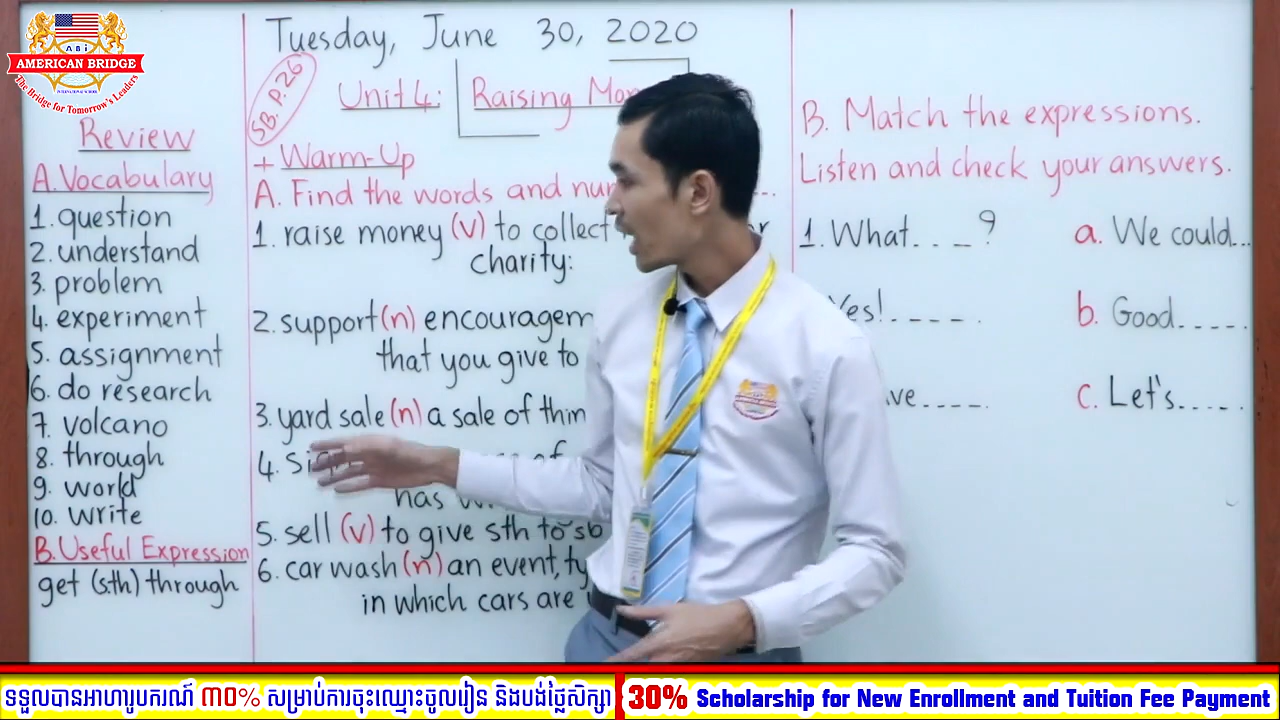 ABi
AMERICAN BRIDGE
INTERNATIONAL SCHOOL
The Bridge for Tomorrow's Leaders
Tuesday, June 30, 2020
SB. P.26
Unit 4: Raising Mon
Review
A. Vocabulary
1. question
2. understand
3. problem
4. experiment
5. assignment
6. do research
7. volcano
8. through
9. world
10. write
B. Useful Expression
get (sth) through
+ Warm-Up
A. Find the words and nu
1. raise money (v) to collect
charity:
2. support (n) encouragem
that you give to
3. yard sale (n) a sale of thin
4. of
has
5. sell (v) to give sth to sb
6. car wash (n) an event, ty
in which cars are
B. Match the expressions.
Listen and check your answers.
1. What. . . _?
Yes! _ _ _ _ .
ve _ _ _ _ .
a. We could...
b. Good.....
c. Let's.....
ទទួលបានអាហារូបករណ៍ ៣០% សម្រាប់ការចុះឈ្មោះចូលរៀន និងបង់ថ្លៃសិក្សា
30% Scholarship for New Enrollment and Tuition Fee Payment